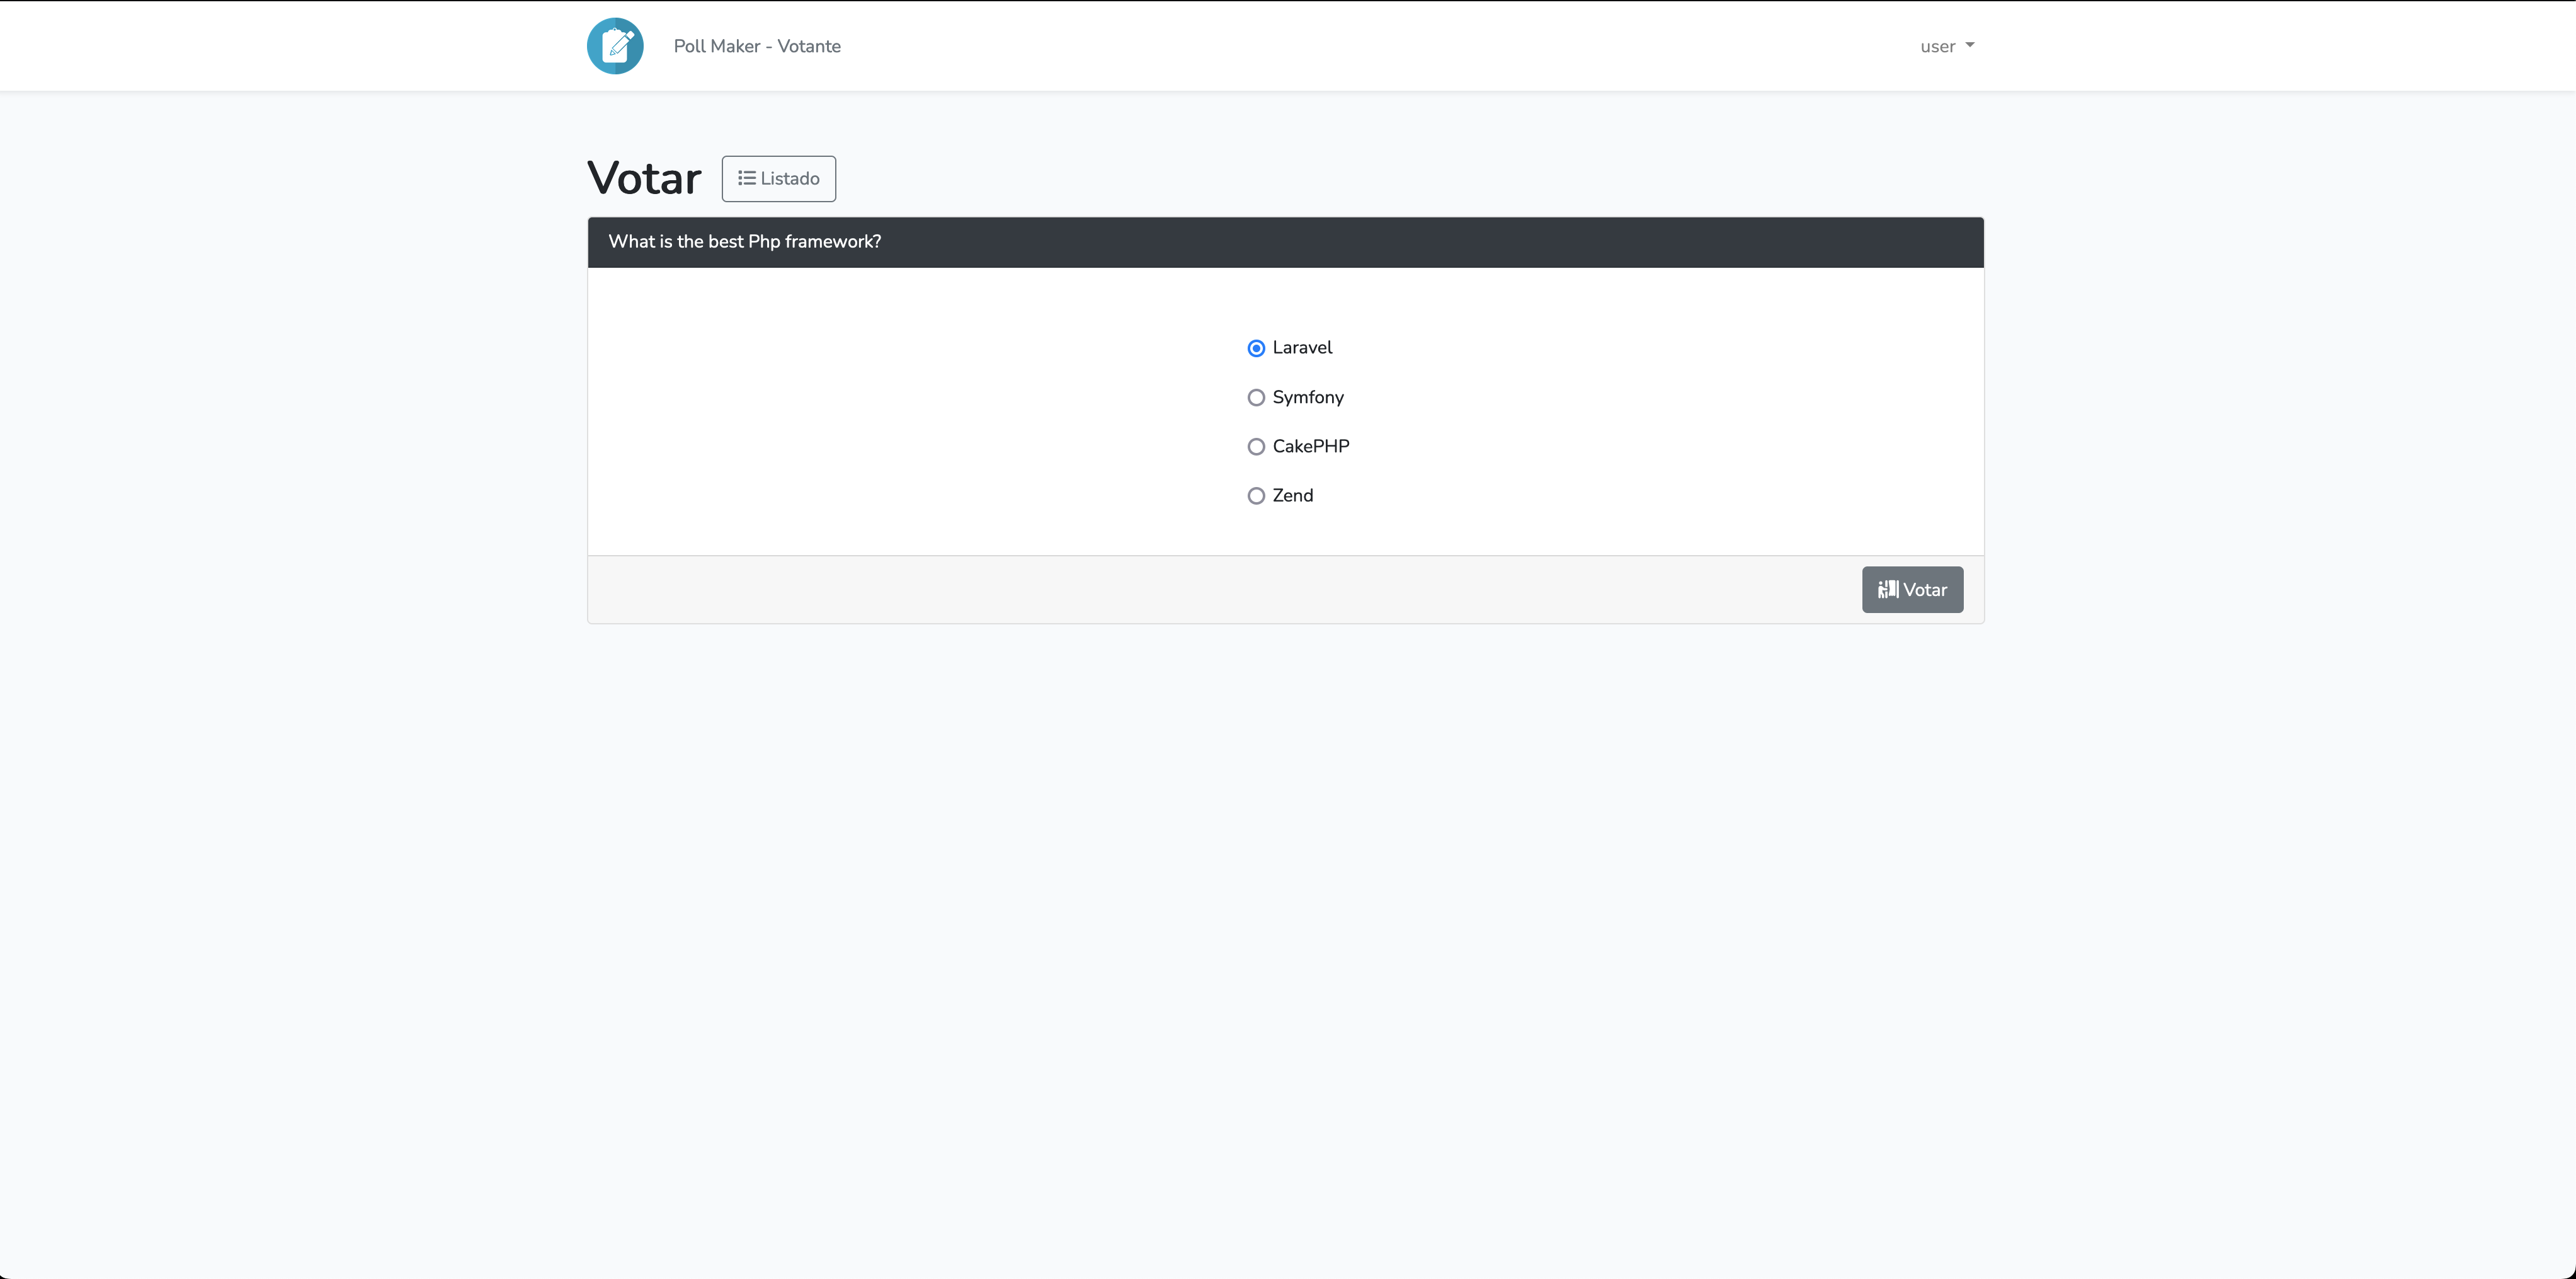 Poll Maker - Votante
user
Votar
Listado
What is the best Php framework?
Laravel
Symfony
CakePHP
Zend
Votar